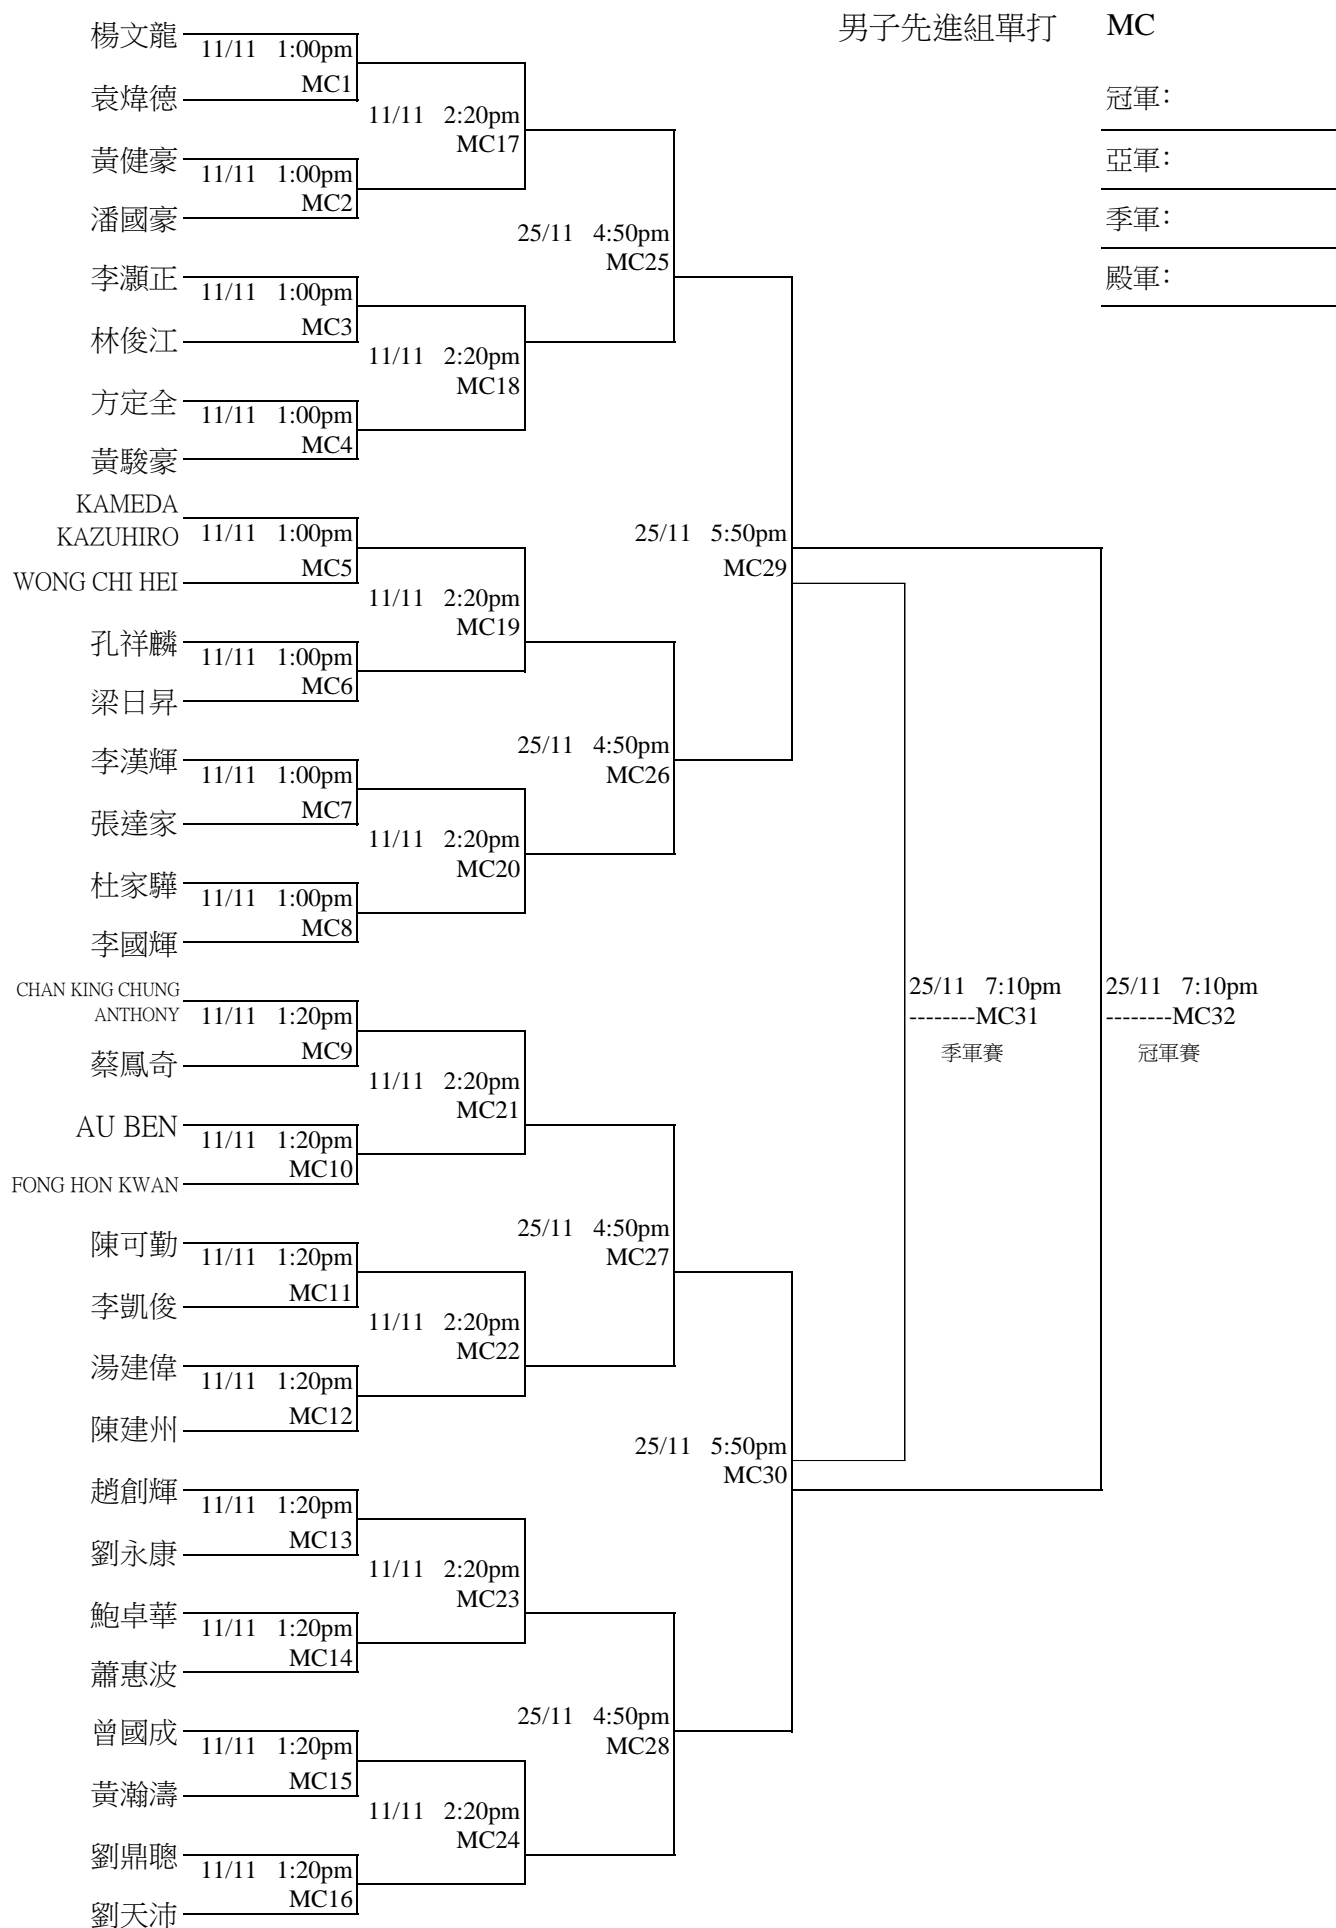 男子先進組單打 MC
冠軍:
亞軍:
季軍:
殿軍:
楊文龍
11/11 1:00pm
MC1
袁煒德
11/11 2:20pm
MC17
黃健豪
11/11 1:00pm
MC2
潘國豪
25/11 4:50pm
MC25
李灝正
11/11 1:00pm
MC3
林俊江
11/11 2:20pm
MC18
方定全
11/11 1:00pm
MC4
黃駿豪
KAMEDA
KAZUHIRO
11/11 1:00pm
MC5
25/11 5:50pm
MC29
WONG CHI HEI
11/11 2:20pm
MC19
孔祥麟
11/11 1:00pm
MC6
梁日昇
25/11 4:50pm
MC26
李漢輝
11/11 1:00pm
MC7
張達家
11/11 2:20pm
MC20
杜家驊
11/11 1:00pm
MC8
李國輝
CHAN KING CHUNG
ANTHONY
11/11 1:20pm
MC9
25/11 7:10pm
--------MC31
季軍賽
25/11 7:10pm
--------MC32
冠軍賽
蔡鳳奇
11/11 2:20pm
MC21
AU BEN
11/11 1:20pm
MC10
FONG HON KWAN
25/11 4:50pm
MC27
陳可勤
11/11 1:20pm
MC11
李凱俊
11/11 2:20pm
MC22
湯建偉
11/11 1:20pm
MC12
陳建州
25/11 5:50pm
MC30
趙創輝
11/11 1:20pm
MC13
劉永康
11/11 2:20pm
MC23
鮑卓華
11/11 1:20pm
MC14
蕭惠波
25/11 4:50pm
MC28
曾國成
11/11 1:20pm
MC15
黃瀚濤
11/11 2:20pm
MC24
劉鼎聰
11/11 1:20pm
MC16
劉天沛